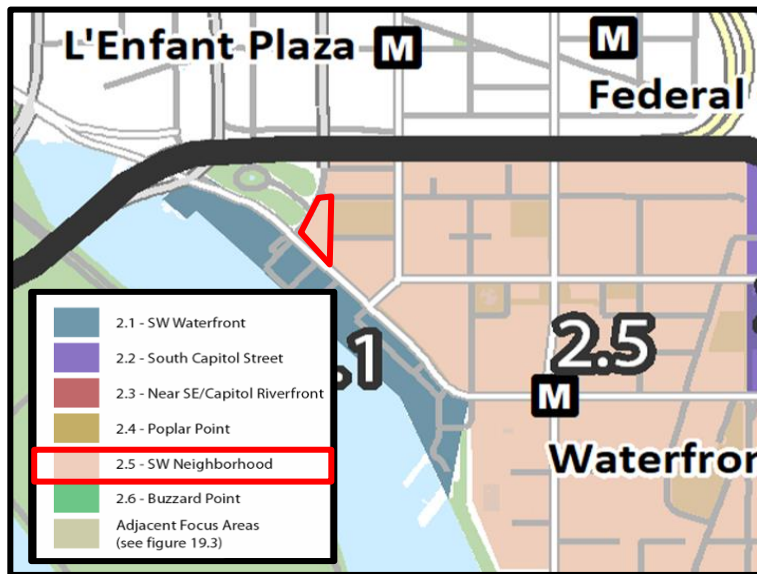 L'Enfant Plaza M
M
Federal
.1
2.5
M
Waterfron
2.1 - SW Waterfront
2.2 - South Capitol Street
2.3 - Near SE/Capitol Riverfront
2.4 - Poplar Point
2.5 - SW Neighborhood
2.6 - Buzzard Point
Adjacent Focus Areas
(see figure 19.3)